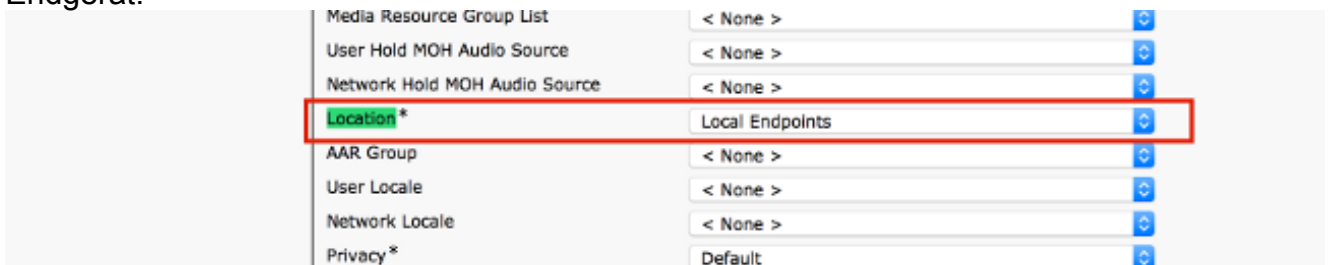 Endgerät.
Media Resource Group List < None >
User Hold MOH Audio Source < None >
Network Hold MOH Audio Source < None >
Location* Local Endpoints
AAR Group < None >
User Locale < None >
Network Locale < None >
Privacy* Default